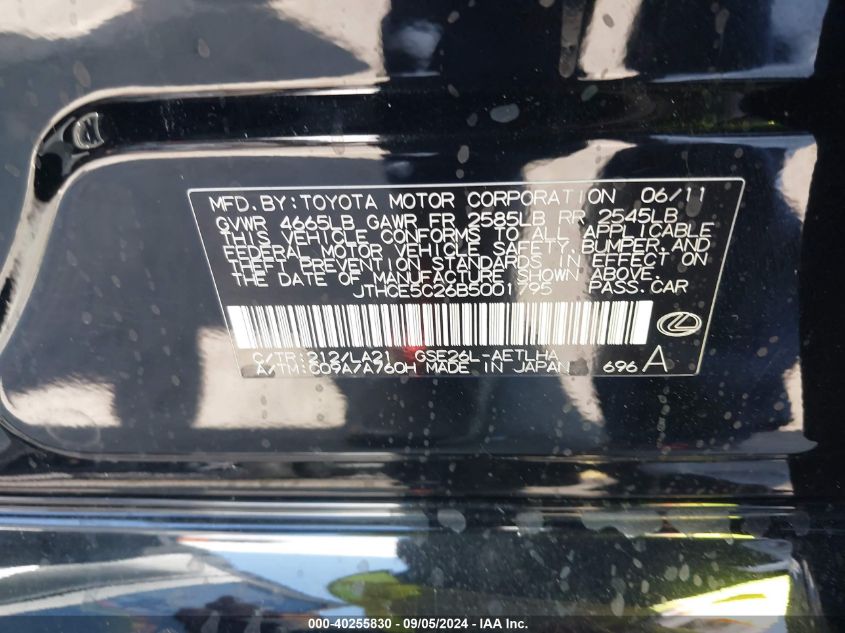 MFD.BY:TOYOTA MOTOR CORPORATION 06/11
GVWR 4665LB GAWR FR 2585LB RR 2545LB
THIS VEHICLE CONFORMS TO ALL APPLICABLE
FEDERAL MOTOR VEHICLE SAFETY,BUMPER,AND
THEFT PREVENTION STANDARDS IN EFFECT ON
THE DATE OF MANUFACTURE SHOWN ABOVE.
JTHCE5C26B5001795 PASS.CAR
C/TR:212/LA21 GSE26L-AETLHA
A/TM:C09A/A760H MADE IN JAPAN 696 A
000-40255830 - 09/05/2024 - IAA Inc.